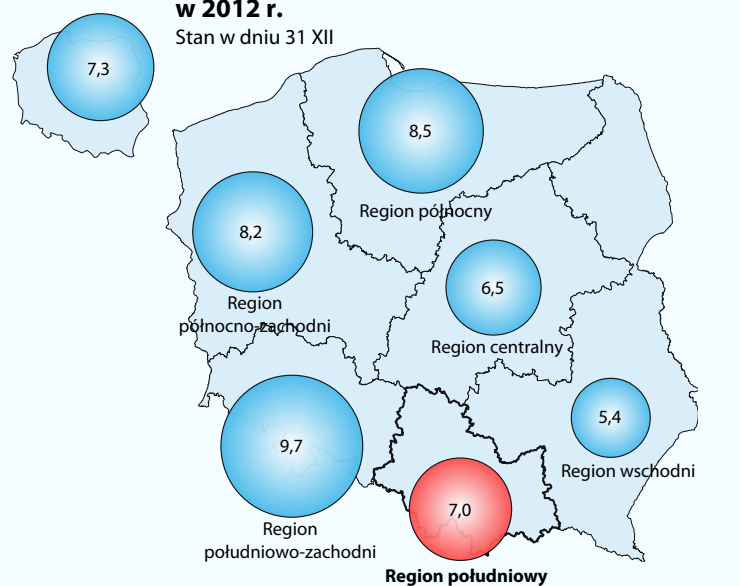 w 2012 r.
Stan w dniu 31 XII
7,3
8,5
Region północny
8,2
Region
północno-zachodni
6,5
Region centralny
5,4
Region wschodni
9,7
Region
południowo-zachodni
7,0
Region południowy